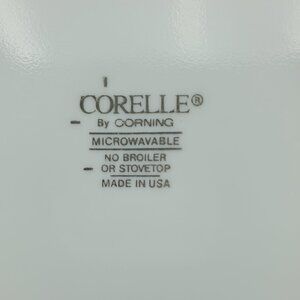 CORELLE®
By CORNING
MICROWAVABLE
NO BROILER
OR STOVETOP
MADE IN USA